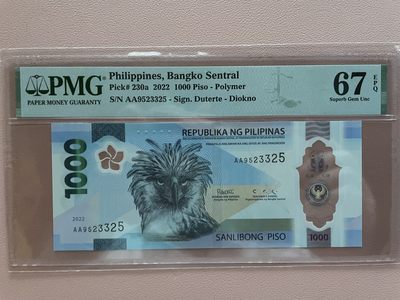 PMG
PAPER MONEY GUARANTY
Philippines, Bangko Sentral
Pick# 230a 2022 1000 Piso - Polymer
S/N AA9523325 - Sign. Duterte - Diokno
67 EPQ
Superb Gem Unc
REPUBLIKA NG PILIPINAS
AA9523325
1000
2022
AA9523325
SANLIBONG PISO
1000